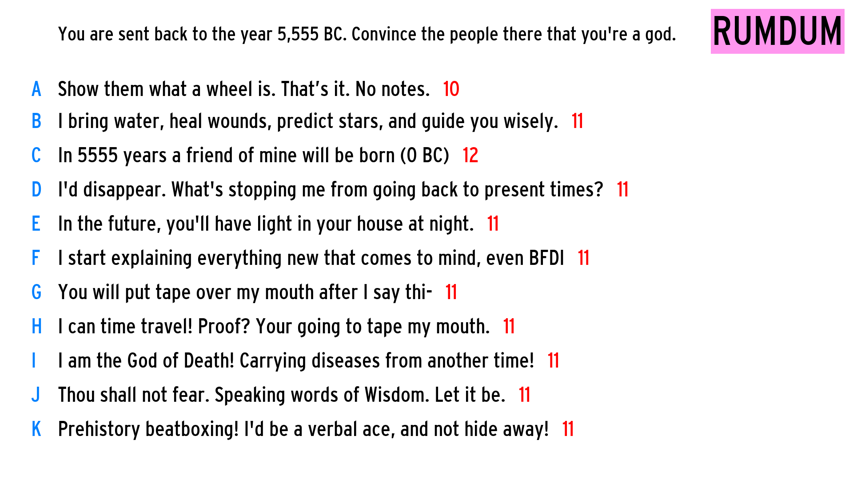 You are sent back to the year 5,555 BC. Convince the people there that you're a god.
RUMDUM
A Show them what a wheel is. That's it. No notes. 10
B I bring water, heal wounds, predict stars, and guide you wisely. 11
C In 5555 years a friend of mine will be born (0 BC) 12
D I'd disappear. What's stopping me from going back to present times? 11
E In the future, you'll have light in your house at night. 11
F I start explaining everything new that comes to mind, even BFDI 11
G You will put tape over my mouth after I say thi- 11
H I can time travel! Proof? Your going to tape my mouth. 11
I I am the God of Death! Carrying diseases from another time! 11
J Thou shall not fear. Speaking words of Wisdom. Let it be. 11
K Prehistory beatboxing! I'd be a verbal ace, and not hide away! 11